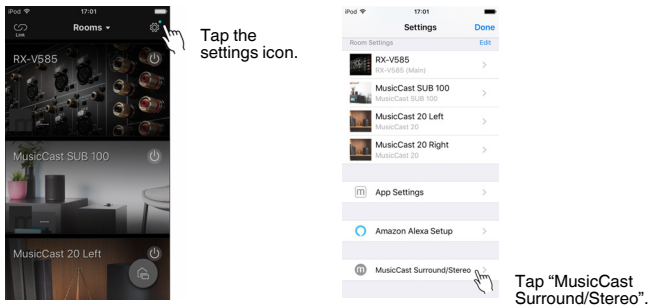 iPod 17:01
Link
Rooms
RX-V585
MusicCast SUB 100
MusicCast 20 Left
Tap the
settings icon.
iPod 17:01
Settings Done
Room Settings Edit
RX-V585
RX-V585 (Main)
MusicCast SUB 100
MusicCast SUB 100
MusicCast 20 Left
MusicCast 20
MusicCast 20 Right
MusicCast 20
m App Settings
Amazon Alexa Setup
m MusicCast Surround/Stereo
Tap “MusicCast
Surround/Stereo”.